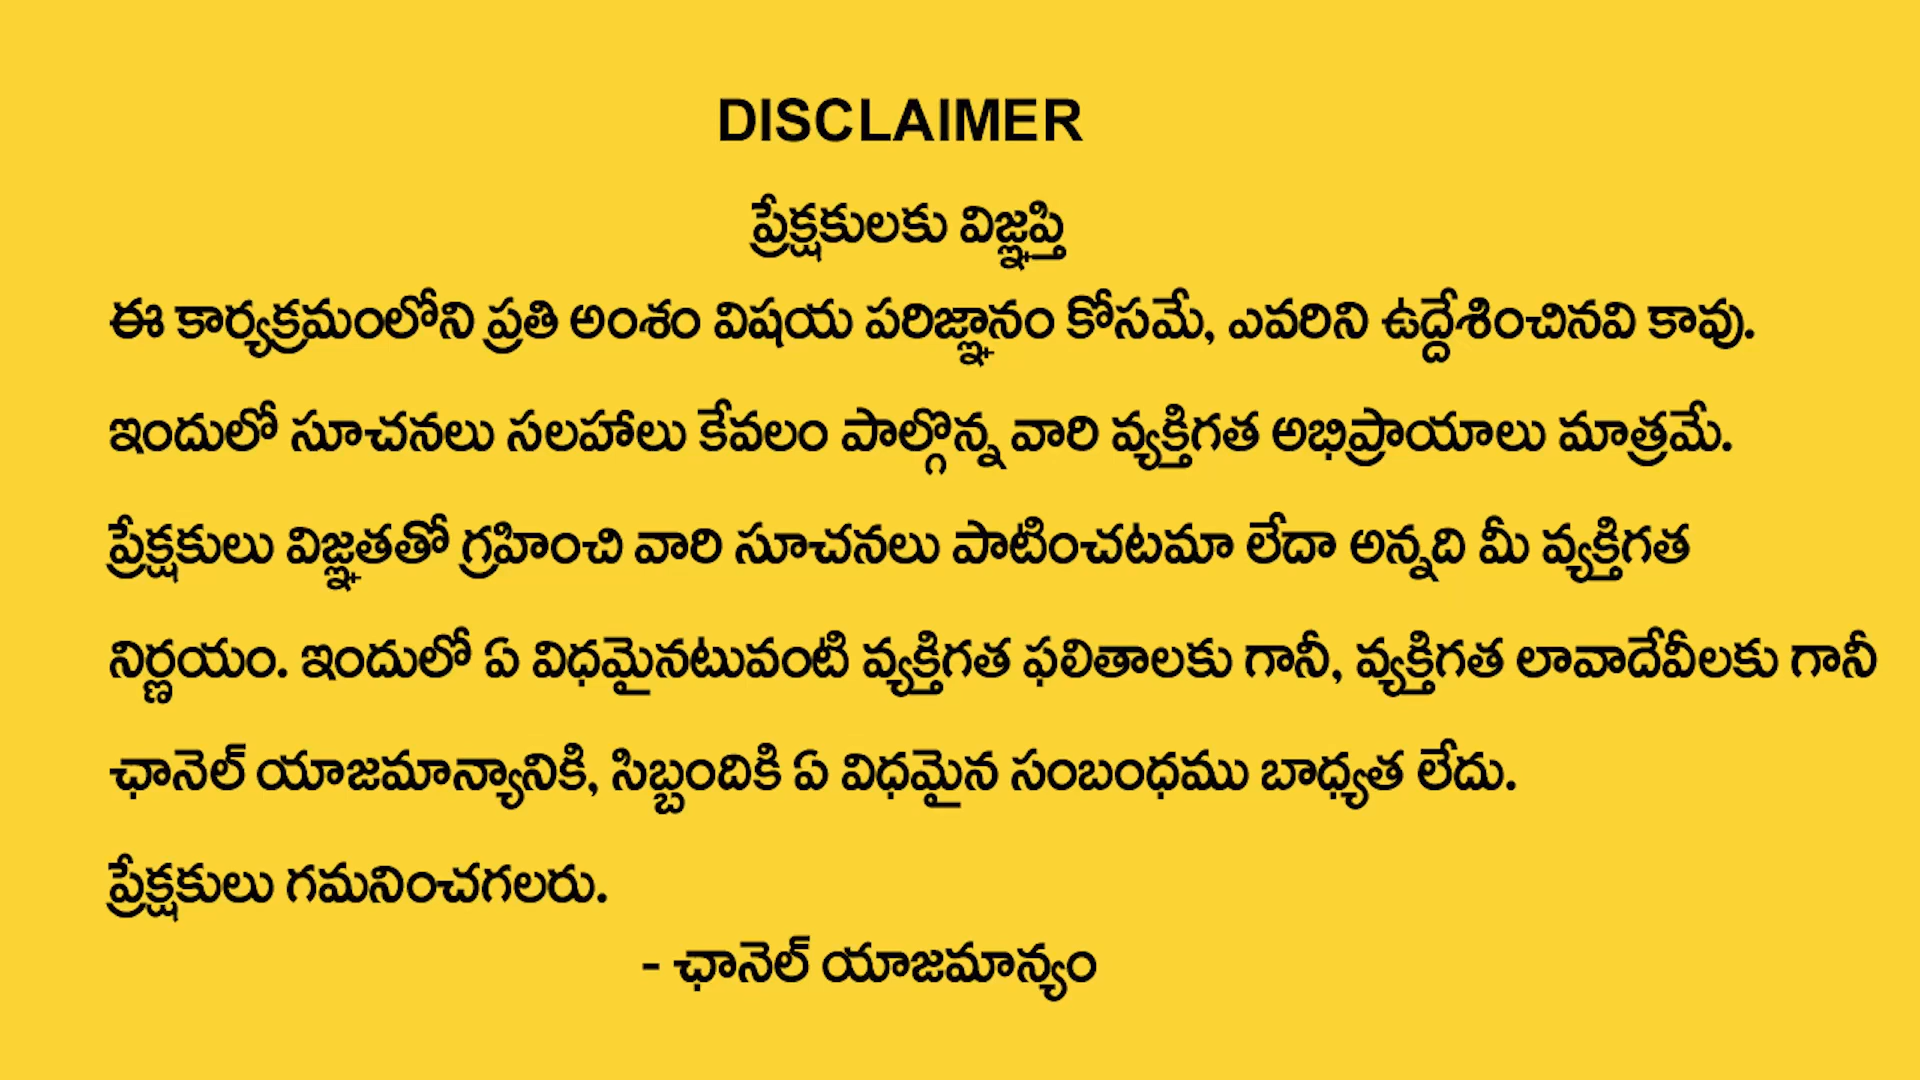 DISCLAIMER
ప్రేక్షకులకు విజ్ఞప్తి
ఈ కార్యక్రమంలోని ప్రతి అంశం విషయ పరిజ్ఞానం కోసమే, ఎవరిని ఉద్దేశించినవి కావు.
ఇందులో సూచనలు సలహాలు కేవలం పాల్గొన్న వారి వ్యక్తిగత అభిప్రాయాలు మాత్రమే.
ప్రేక్షకులు విజ్ఞతతో గ్రహించి వారి సూచనలు పాటించటమా లేదా అన్నది మీ వ్యక్తిగత
నిర్ణయం. ఇందులో ఏ విధమైనటువంటి వ్యక్తిగత ఫలితాలకు గానీ, వ్యక్తిగత లావాదేవీలకు గానీ
ఛానెల్ యాజమాన్యానికి, సిబ్బందికి ఏ విధమైన సంబంధము బాధ్యత లేదు.
ప్రేక్షకులు గమనించగలరు.
- ఛానెల్ యాజమాన్యం